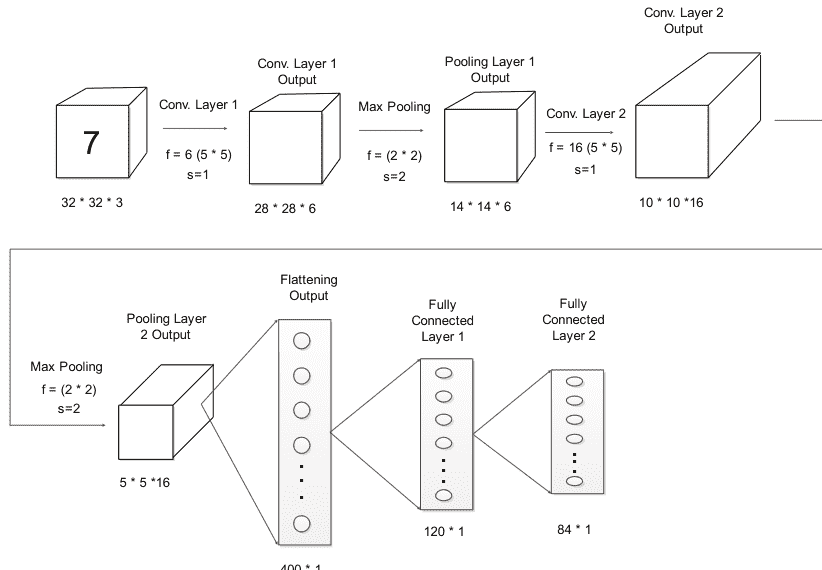 Conv. Layer 2
Output
Conv. Layer 1
Output
Pooling Layer 1
Output
Conv. Layer 1
Max Pooling
Conv. Layer 2
7
f = 6 (5 * 5)
s=1
f = (2 * 2)
s=2
f = 16 (5 * 5)
s=1
32 * 32 * 3
28 * 28 * 6
14 * 14 * 6
10 * 10 *16
Flattening
Output
Pooling Layer
2 Output
Fully
Connected
Layer 1
Fully
Connected
Layer 2
Max Pooling
f = (2 * 2)
s=2
5 * 5 *16
120 * 1
84 * 1
400 * 1